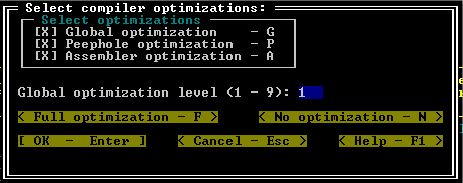 Select compiler optimizations:
Select optimizations
[X] Global optimization - G
[X] Peephole optimization - P
[X] Assembler optimization - A
Global optimization level (1 - 9): 1
< Full optimization - F > < No optimization - N >
[ OK - Enter ] < Cancel - Esc > < Help - F1 >